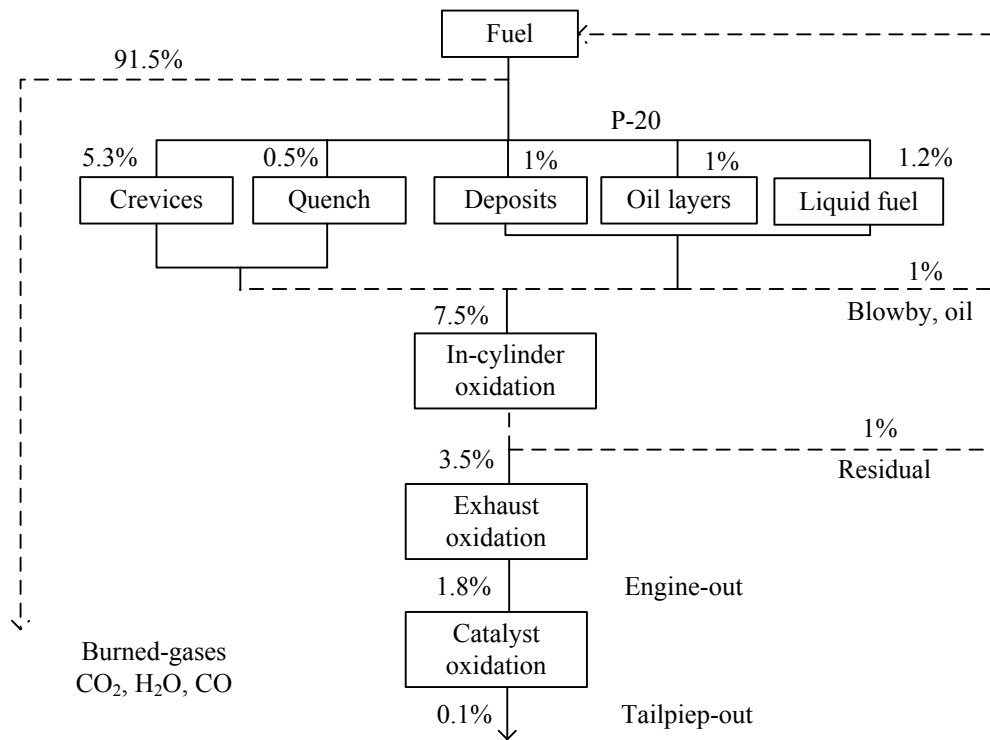 Fuel
91.5%
P-20
5.3%
0.5%
1%
1%
1.2%
Crevices
Quench
Deposits
Oil layers
Liquid fuel
1%
Blowby, oil
7.5%
In-cylinder
oxidation
1%
3.5%
Residual
Exhaust
oxidation
1.8%
Engine-out
Catalyst
oxidation
Burned-gases
CO₂, H₂O, CO
0.1%
Tailpiep-out